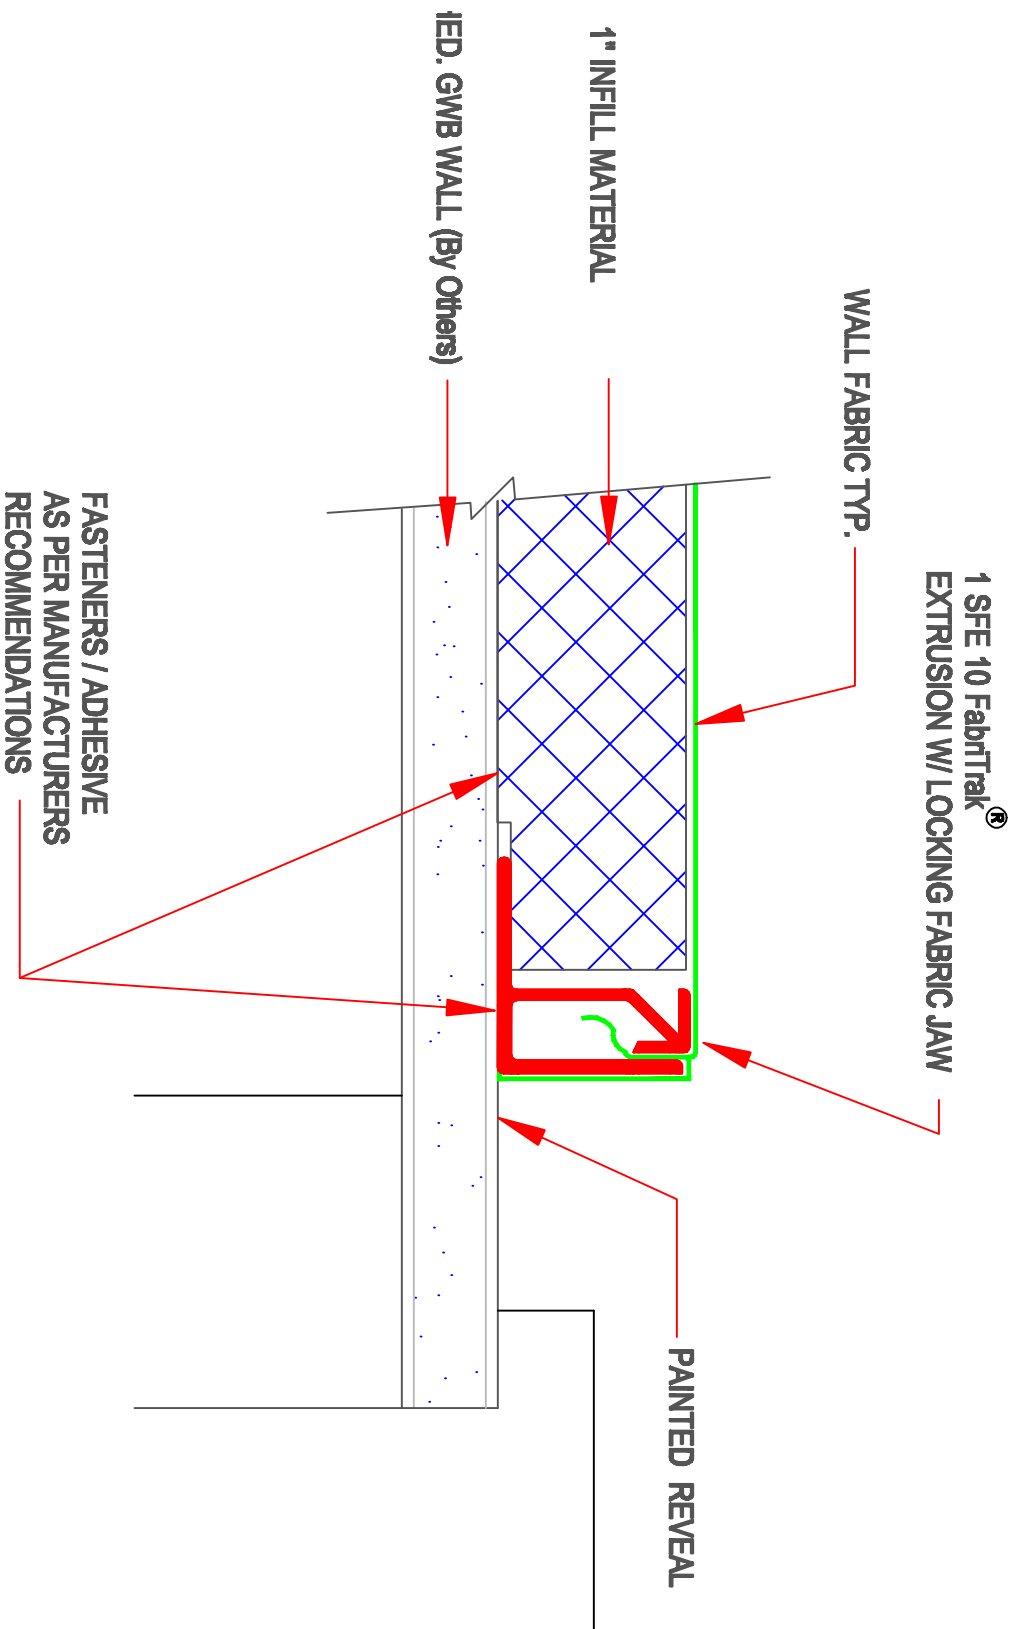 1 SFE 10 FabriTrak®
EXTRUSION W/ LOCKING FABRIC JAW
WALL FABRIC TYP.
PAINTED REVEAL
1" INFILL MATERIAL
GWB WALL (By Others)
FASTENERS / ADHESIVE
AS PER MANUFACTURERS
RECOMMENDATIONS